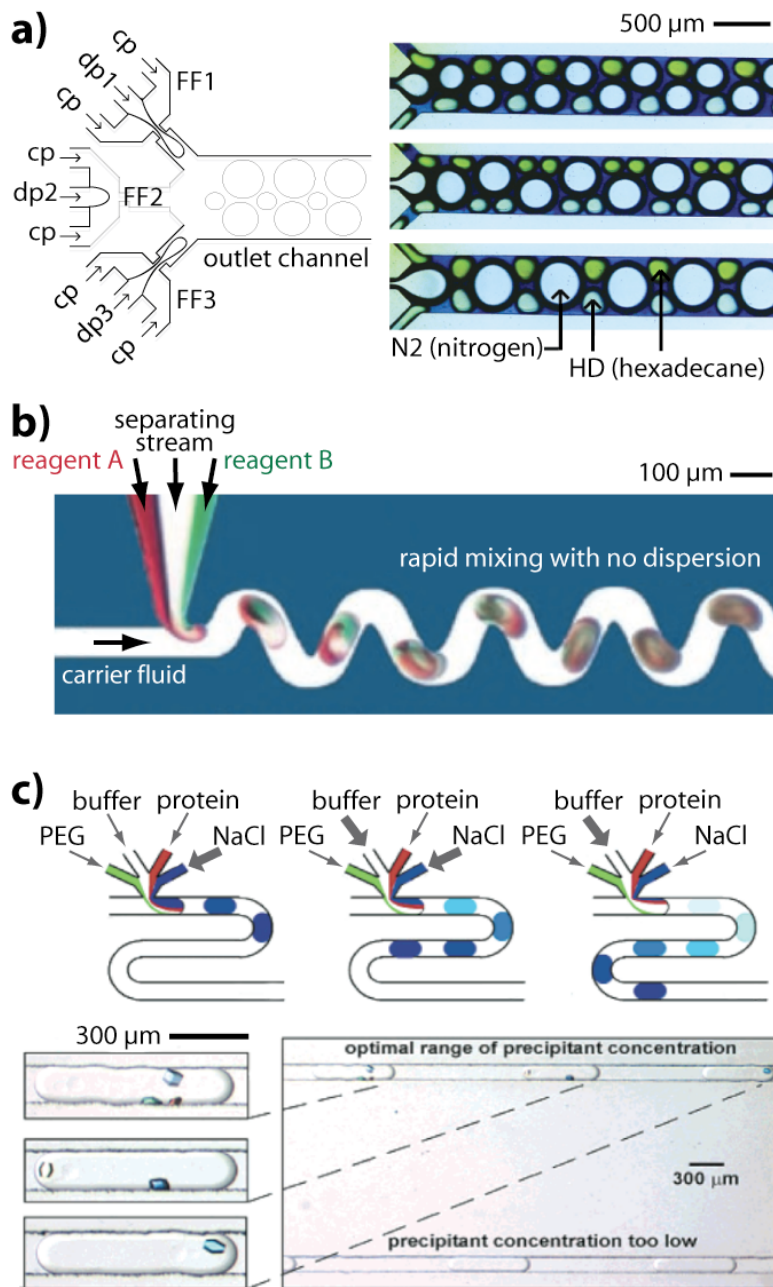 a)
500 µm
cp
dp1
cp
FF1
cp
dp2
cp
FF2
cp
dp3
cp
FF3
outlet channel
N2 (nitrogen)
HD (hexadecane)
b)
separating
stream
reagent A
reagent B
100 µm
rapid mixing with no dispersion
carrier fluid
c)
buffer
protein
PEG
NaCl
buffer
protein
PEG
NaCl
buffer
protein
PEG
NaCl
300 µm
optimal range of precipitant concentration
300 µm
precipitant concentration too low